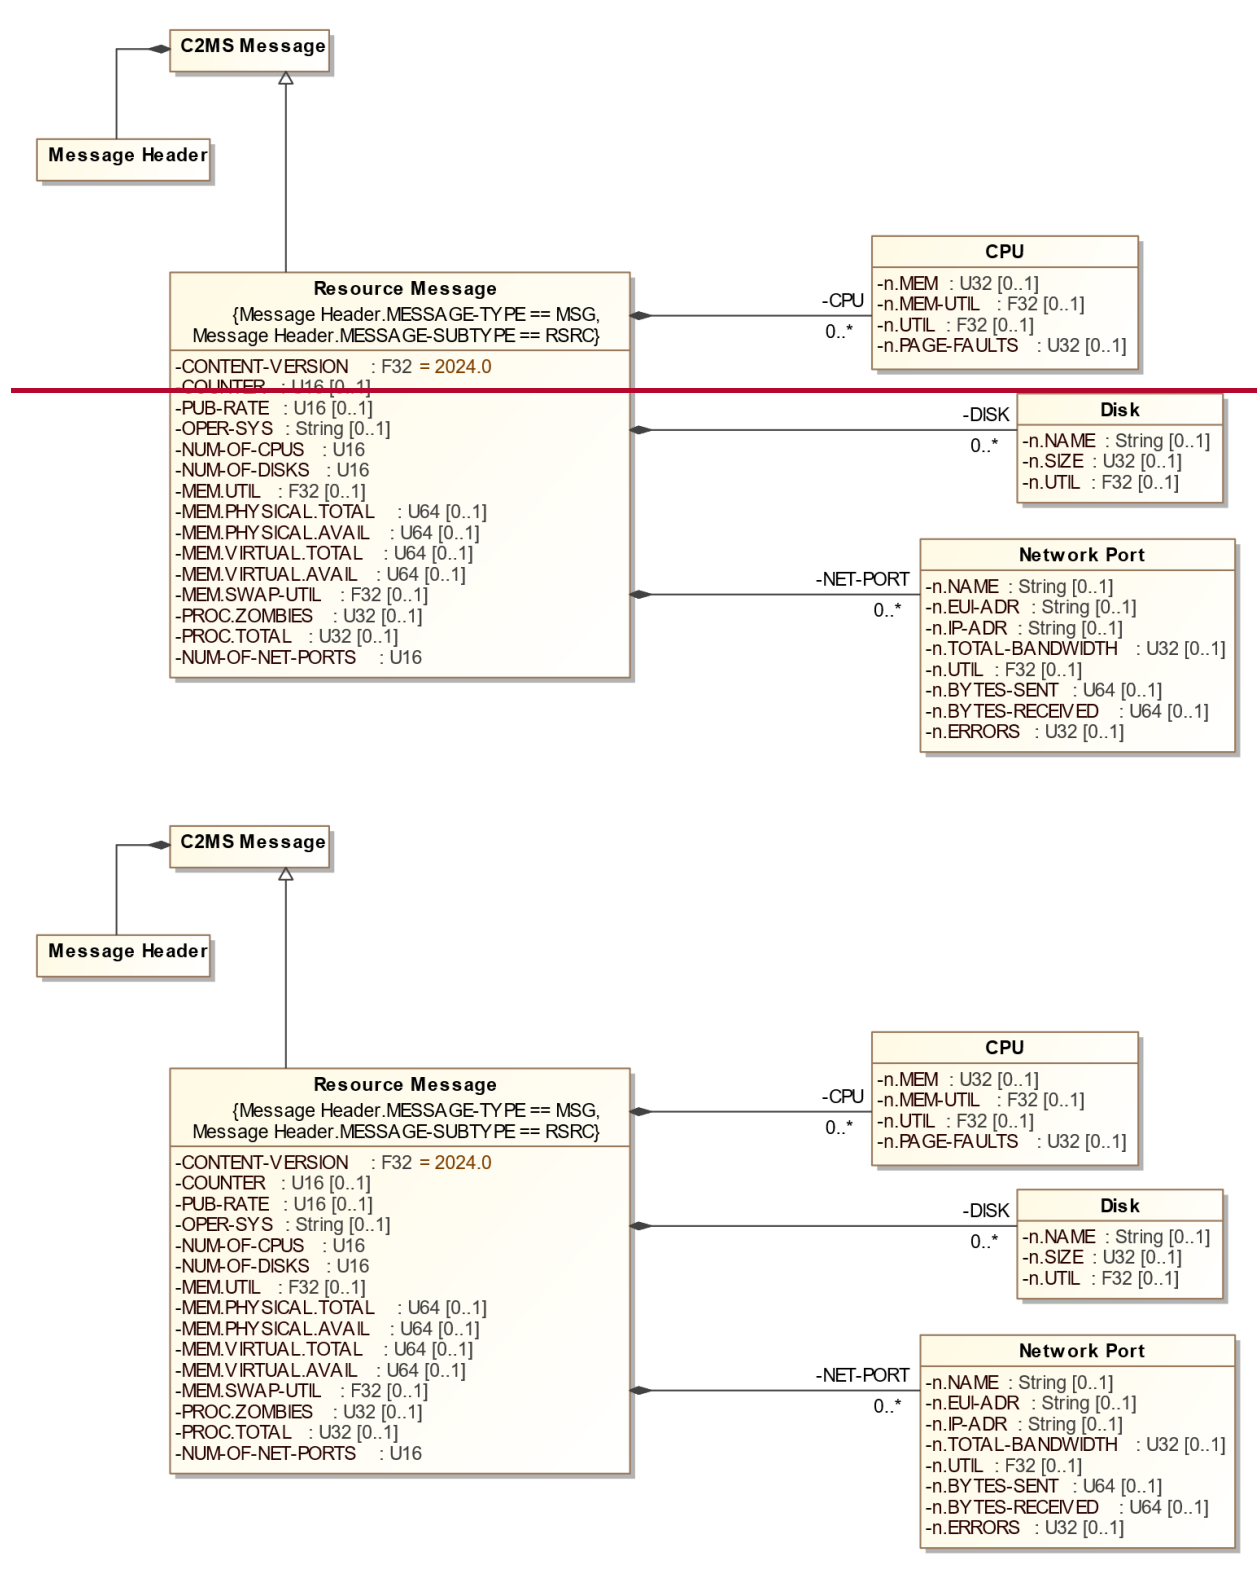 C2MS Message
Message Header
Resource Message
{Message Header.MESSAGE-TYPE == MSG,
Message Header.MESSAGE-SUBTYPE == RSRC}
-CONTENT-VERSION : F32 = 2024.0
-COUNTER : U16 [0..1]
-PUB-RATE : U16 [0..1]
-OPER-SYS : String [0..1]
-NUM-OF-CPUS : U16
-NUM-OF-DISKS : U16
-MEM.UTIL : F32 [0..1]
-MEM.PHYSICAL.TOTAL : U64 [0..1]
-MEM.PHYSICAL.AVAIL : U64 [0..1]
-MEM.VIRTUAL.TOTAL : U64 [0..1]
-MEM.VIRTUAL.AVAIL : U64 [0..1]
-MEM.SWAP-UTIL : F32 [0..1]
-PROC.ZOMBIES : U32 [0..1]
-PROC.TOTAL : U32 [0..1]
-NUM-OF-NET-PORTS : U16
-CPU
0..*
CPU
-n.MEM : U32 [0..1]
-n.MEM-UTIL : F32 [0..1]
-n.UTIL : F32 [0..1]
-n.PAGE-FAULTS : U32 [0..1]
-DISK
0..*
Disk
-n.NAME : String [0..1]
-n.SIZE : U32 [0..1]
-n.UTIL : F32 [0..1]
-NET-PORT
0..*
Network Port
-n.NAME : String [0..1]
-n.EUI-ADR : String [0..1]
-n.IP-ADR : String [0..1]
-n.TOTAL-BANDWIDTH : U32 [0..1]
-n.UTIL : F32 [0..1]
-n.BYTES-SENT : U64 [0..1]
-n.BYTES-RECEIVED : U64 [0..1]
-n.ERRORS : U32 [0..1]
C2MS Message
Message Header
Resource Message
{Message Header.MESSAGE-TYPE == MSG,
Message Header.MESSAGE-SUBTYPE == RSRC}
-CONTENT-VERSION : F32 = 2024.0
-COUNTER : U16 [0..1]
-PUB-RATE : U16 [0..1]
-OPER-SYS : String [0..1]
-NUM-OF-CPUS : U16
-NUM-OF-DISKS : U16
-MEM.UTIL : F32 [0..1]
-MEM.PHYSICAL.TOTAL : U64 [0..1]
-MEM.PHYSICAL.AVAIL : U64 [0..1]
-MEM.VIRTUAL.TOTAL : U64 [0..1]
-MEM.VIRTUAL.AVAIL : U64 [0..1]
-MEM.SWAP-UTIL : F32 [0..1]
-PROC.ZOMBIES : U32 [0..1]
-PROC.TOTAL : U32 [0..1]
-NUM-OF-NET-PORTS : U16
-CPU
0..*
CPU
-n.MEM : U32 [0..1]
-n.MEM-UTIL : F32 [0..1]
-n.UTIL : F32 [0..1]
-n.PAGE-FAULTS : U32 [0..1]
-DISK
0..*
Disk
-n.NAME : String [0..1]
-n.SIZE : U32 [0..1]
-n.UTIL : F32 [0..1]
-NET-PORT
0..*
Network Port
-n.NAME : String [0..1]
-n.EUI-ADR : String [0..1]
-n.IP-ADR : String [0..1]
-n.TOTAL-BANDWIDTH : U32 [0..1]
-n.UTIL : F32 [0..1]
-n.BYTES-SENT : U64 [0..1]
-n.BYTES-RECEIVED : U64 [0..1]
-n.ERRORS : U32 [0..1]